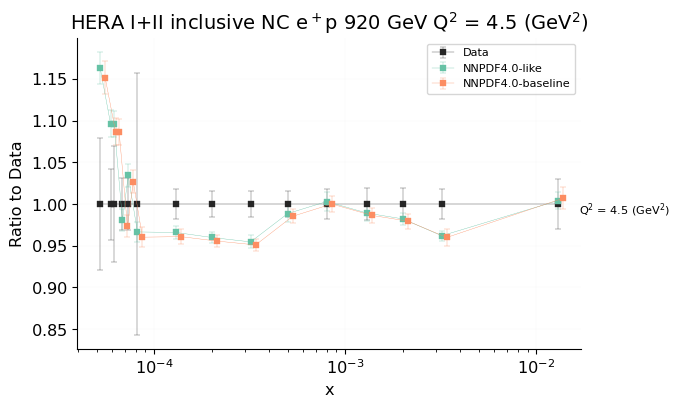 HERA I+II inclusive NC e⁺p 920 GeV Q² = 4.5 (GeV²)
Data
NNPDF4.0-like
NNPDF4.0-baseline
Ratio to Data
1.15
1.10
1.05
1.00
0.95
0.90
0.85
Q² = 4.5 (GeV²)
10⁻⁴ 10⁻³ 10⁻²
x